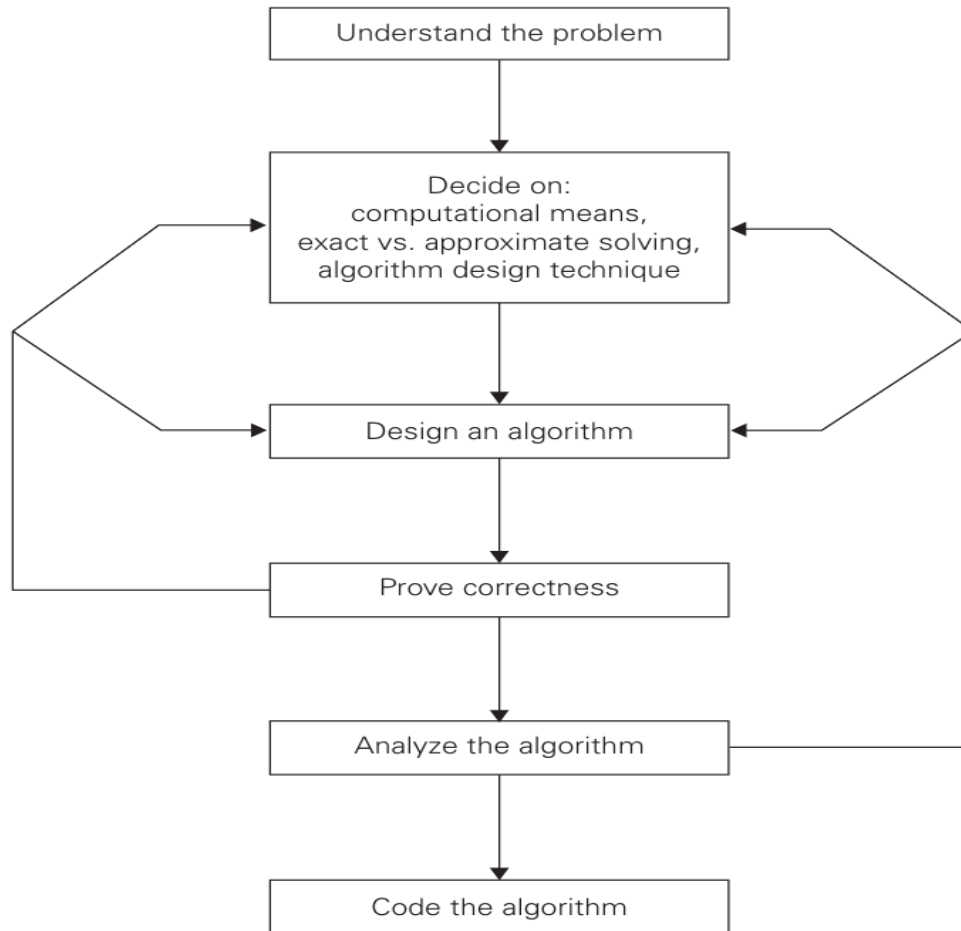 Understand the problem
Decide on:
computational means,
exact vs. approximate solving,
algorithm design technique
Design an algorithm
Prove correctness
Analyze the algorithm
Code the algorithm